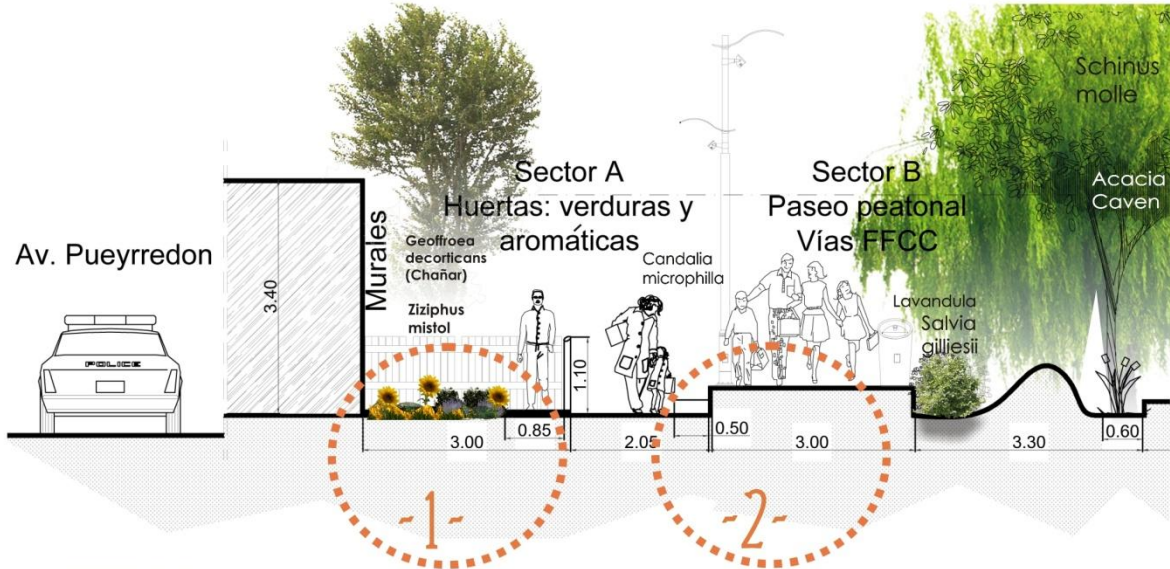 Av. Pueyrredon
POLICE
3.40
Murales
Sector A
Huertas: verduras y
aromáticas
Geoffroea
decorticans
(Chañar)
Ziziphus
mistol
Candalia
microphilla
1.10
Sector B
Paseo peatonal
Vías FFCC
Lavandula
Salvia
gilliesii
Schinus
molle
Acacia
Caven
0.85
0.50
0.60
3.00
2.05
3.00
3.30
-1-
-2-